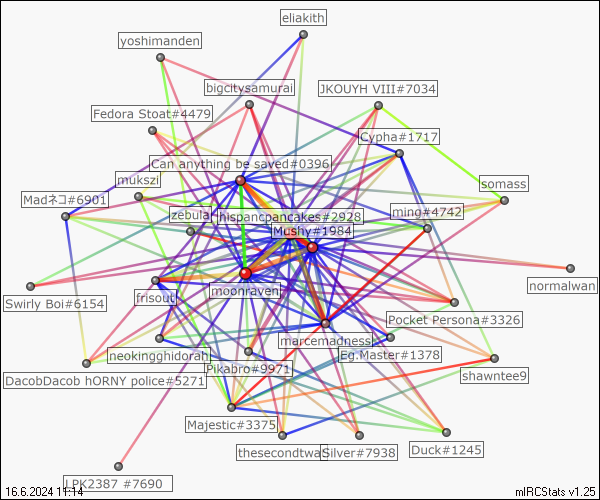 eliakith
yoshimanden
bigcitysamurai
JKOUYH VIII#7034
Fedora Stoat#4479
Cypha#1717
Can anything be saved#0396
mukszi
somass
Madネコ#6901
zebula
hispancpancakes#2928
ming#4742
Mushy#1984
normalwan
moonraven
Swirly Boi#6154
frisout
Pocket Persona#3326
marcemadness
neokingghidorah
Eg.Master#1378
Pikabro#9971
shawntee9
DacobDacob hORNY police#5271
Majestic#3375
thesecondtwa
Silver#7938
Duck#1245
LPK2387 #7690
16.6.2024 11:14
mIRCStats v1.25